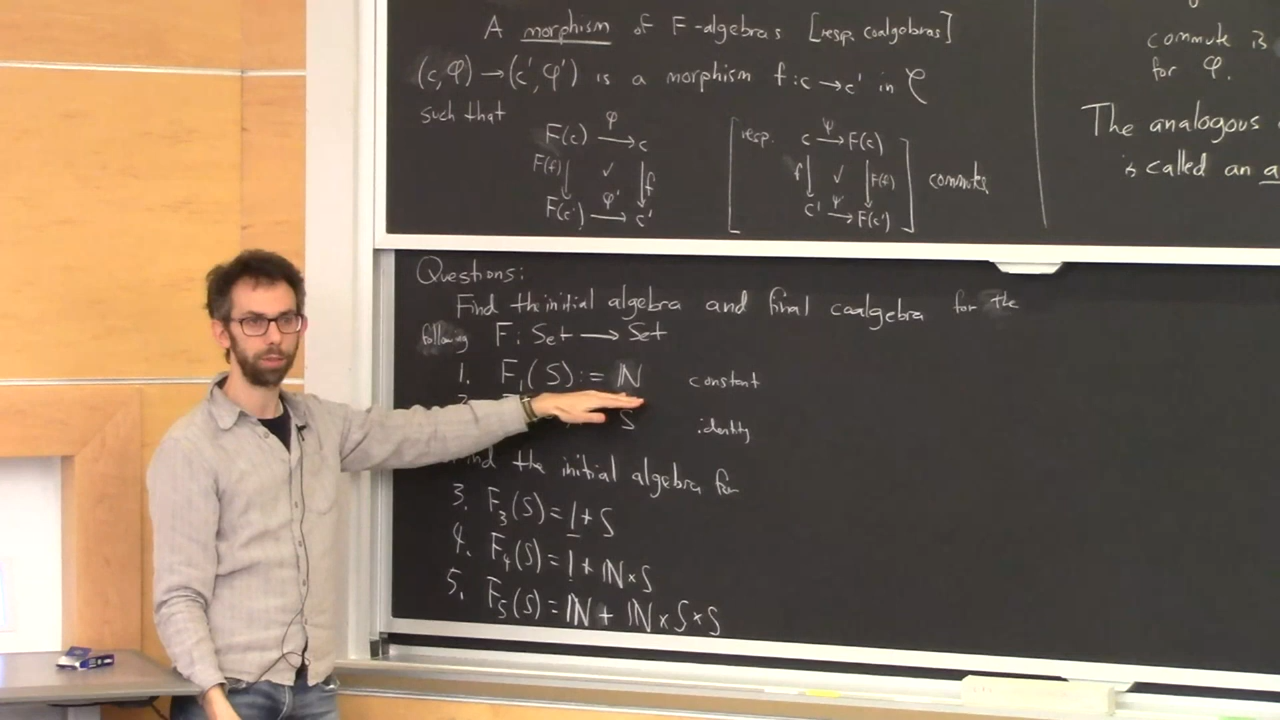 A morphism of F-algebras [resp. coalgebras]
(c, φ) → (c', φ') is a morphism f : c → c' in 𝒞
such that
F(c) φ→ c
F(f) ↓ ✓ ↓ f
F(c') φ'→ c'
[resp. c ψ→ F(c)
f ↓ ✓ ↓ F(f)
c' ψ'→ F(c') ] commutes
commute is
for φ.
The analogous
is called an
Questions:
Find the initial algebra and final coalgebra for the
following F : Set → Set
1. F₁(S) := ℕ constant
S identity
the initial algebra for
3. F₃(S) = 1 + S
4. F₄(S) = 1 + ℕ × S
5. F₅(S) = ℕ + ℕ × S × S